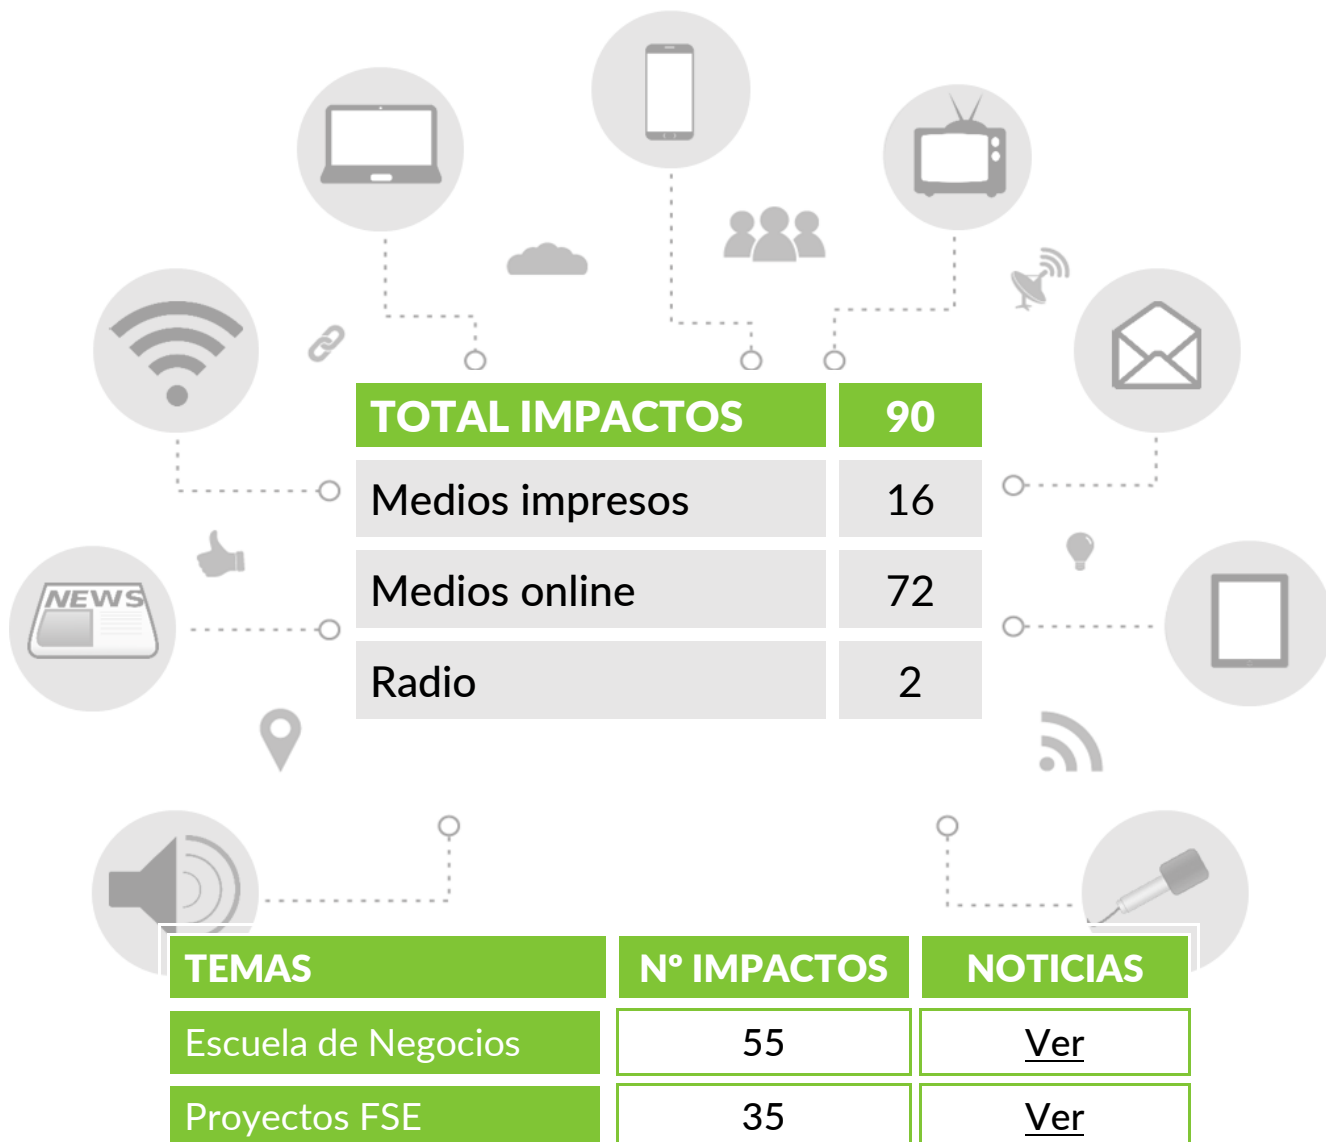 NEWS
TOTAL IMPACTOS 90
Medios impresos 16
Medios online 72
Radio 2
TEMAS Nº IMPACTOS NOTICIAS
Escuela de Negocios 55 Ver
Proyectos FSE 35 Ver